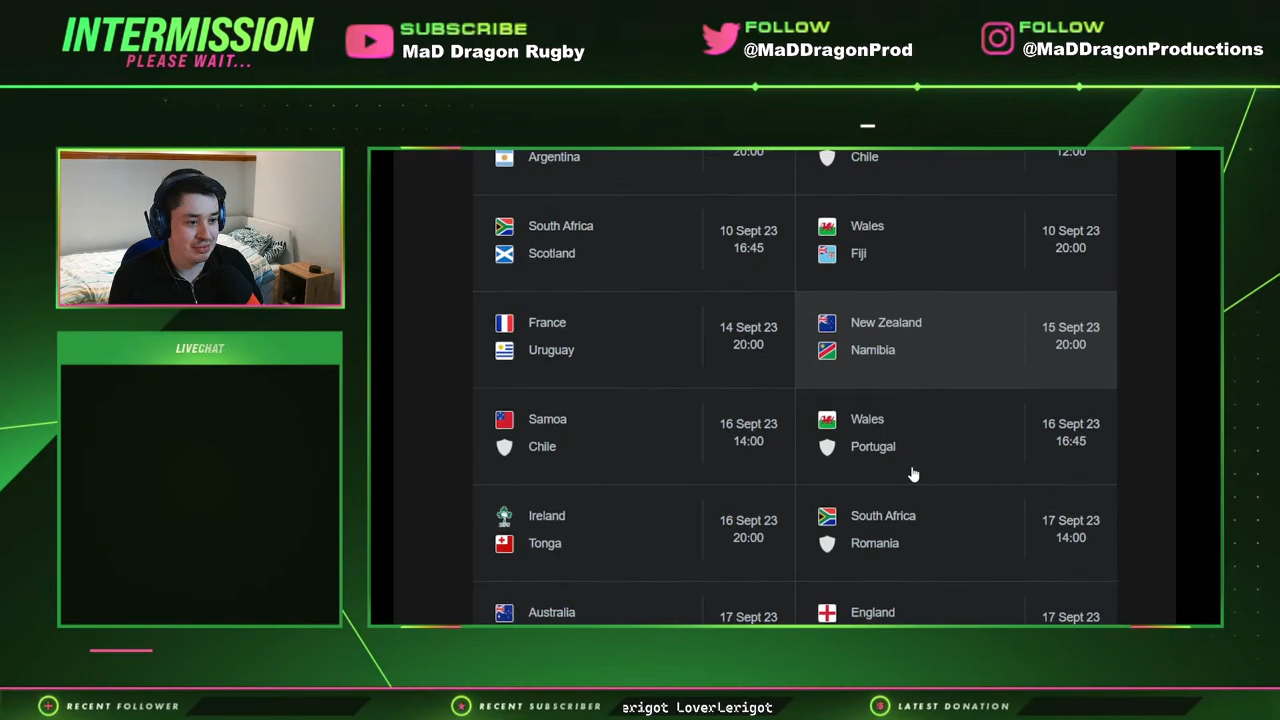 INTERMISSION
PLEASE WAIT...
SUBSCRIBE
MaD Dragon Rugby
FOLLOW
@MaDDragonProd
FOLLOW
@MaDDragonProductions
Argentina
20:00
Chile
12:00
South Africa
Scotland
10 Sept 23
16:45
Wales
Fiji
10 Sept 23
20:00
France
Uruguay
14 Sept 23
20:00
New Zealand
Namibia
15 Sept 23
20:00
Samoa
Chile
16 Sept 23
14:00
Wales
Portugal
16 Sept 23
16:45
Ireland
Tonga
16 Sept 23
20:00
South Africa
Romania
17 Sept 23
14:00
Australia
17 Sept 23
England
17 Sept 23
LIVECHAT
RECENT FOLLOWER
RECENT SUBSCRIBER
erigot LoverLerigot
LATEST DONATION